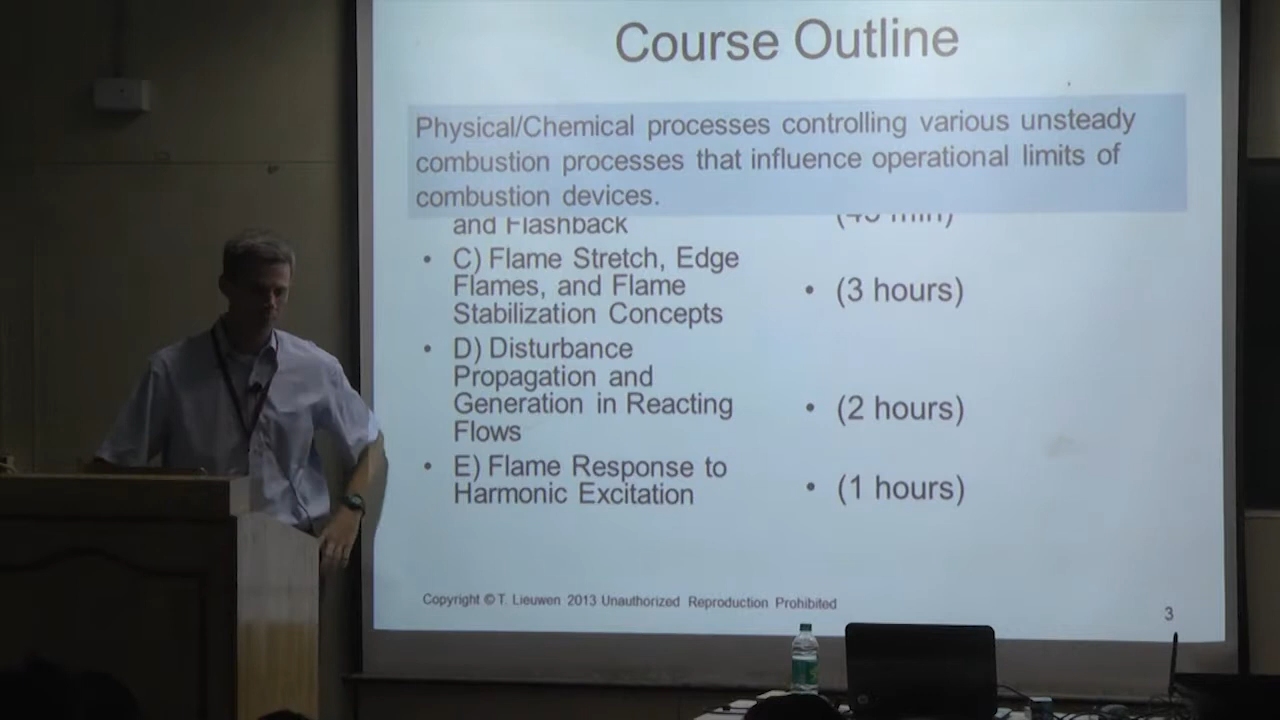 Course Outline
Physical/Chemical processes controlling various unsteady
combustion processes that influence operational limits of
combustion devices.
and Flashback
• C) Flame Stretch, Edge
Flames, and Flame
Stabilization Concepts
• (3 hours)
• D) Disturbance
Propagation and
Generation in Reacting
Flows
• (2 hours)
• E) Flame Response to
Harmonic Excitation
• (1 hours)
Copyright © T. Lieuwen 2013 Unauthorized Reproduction Prohibited
3